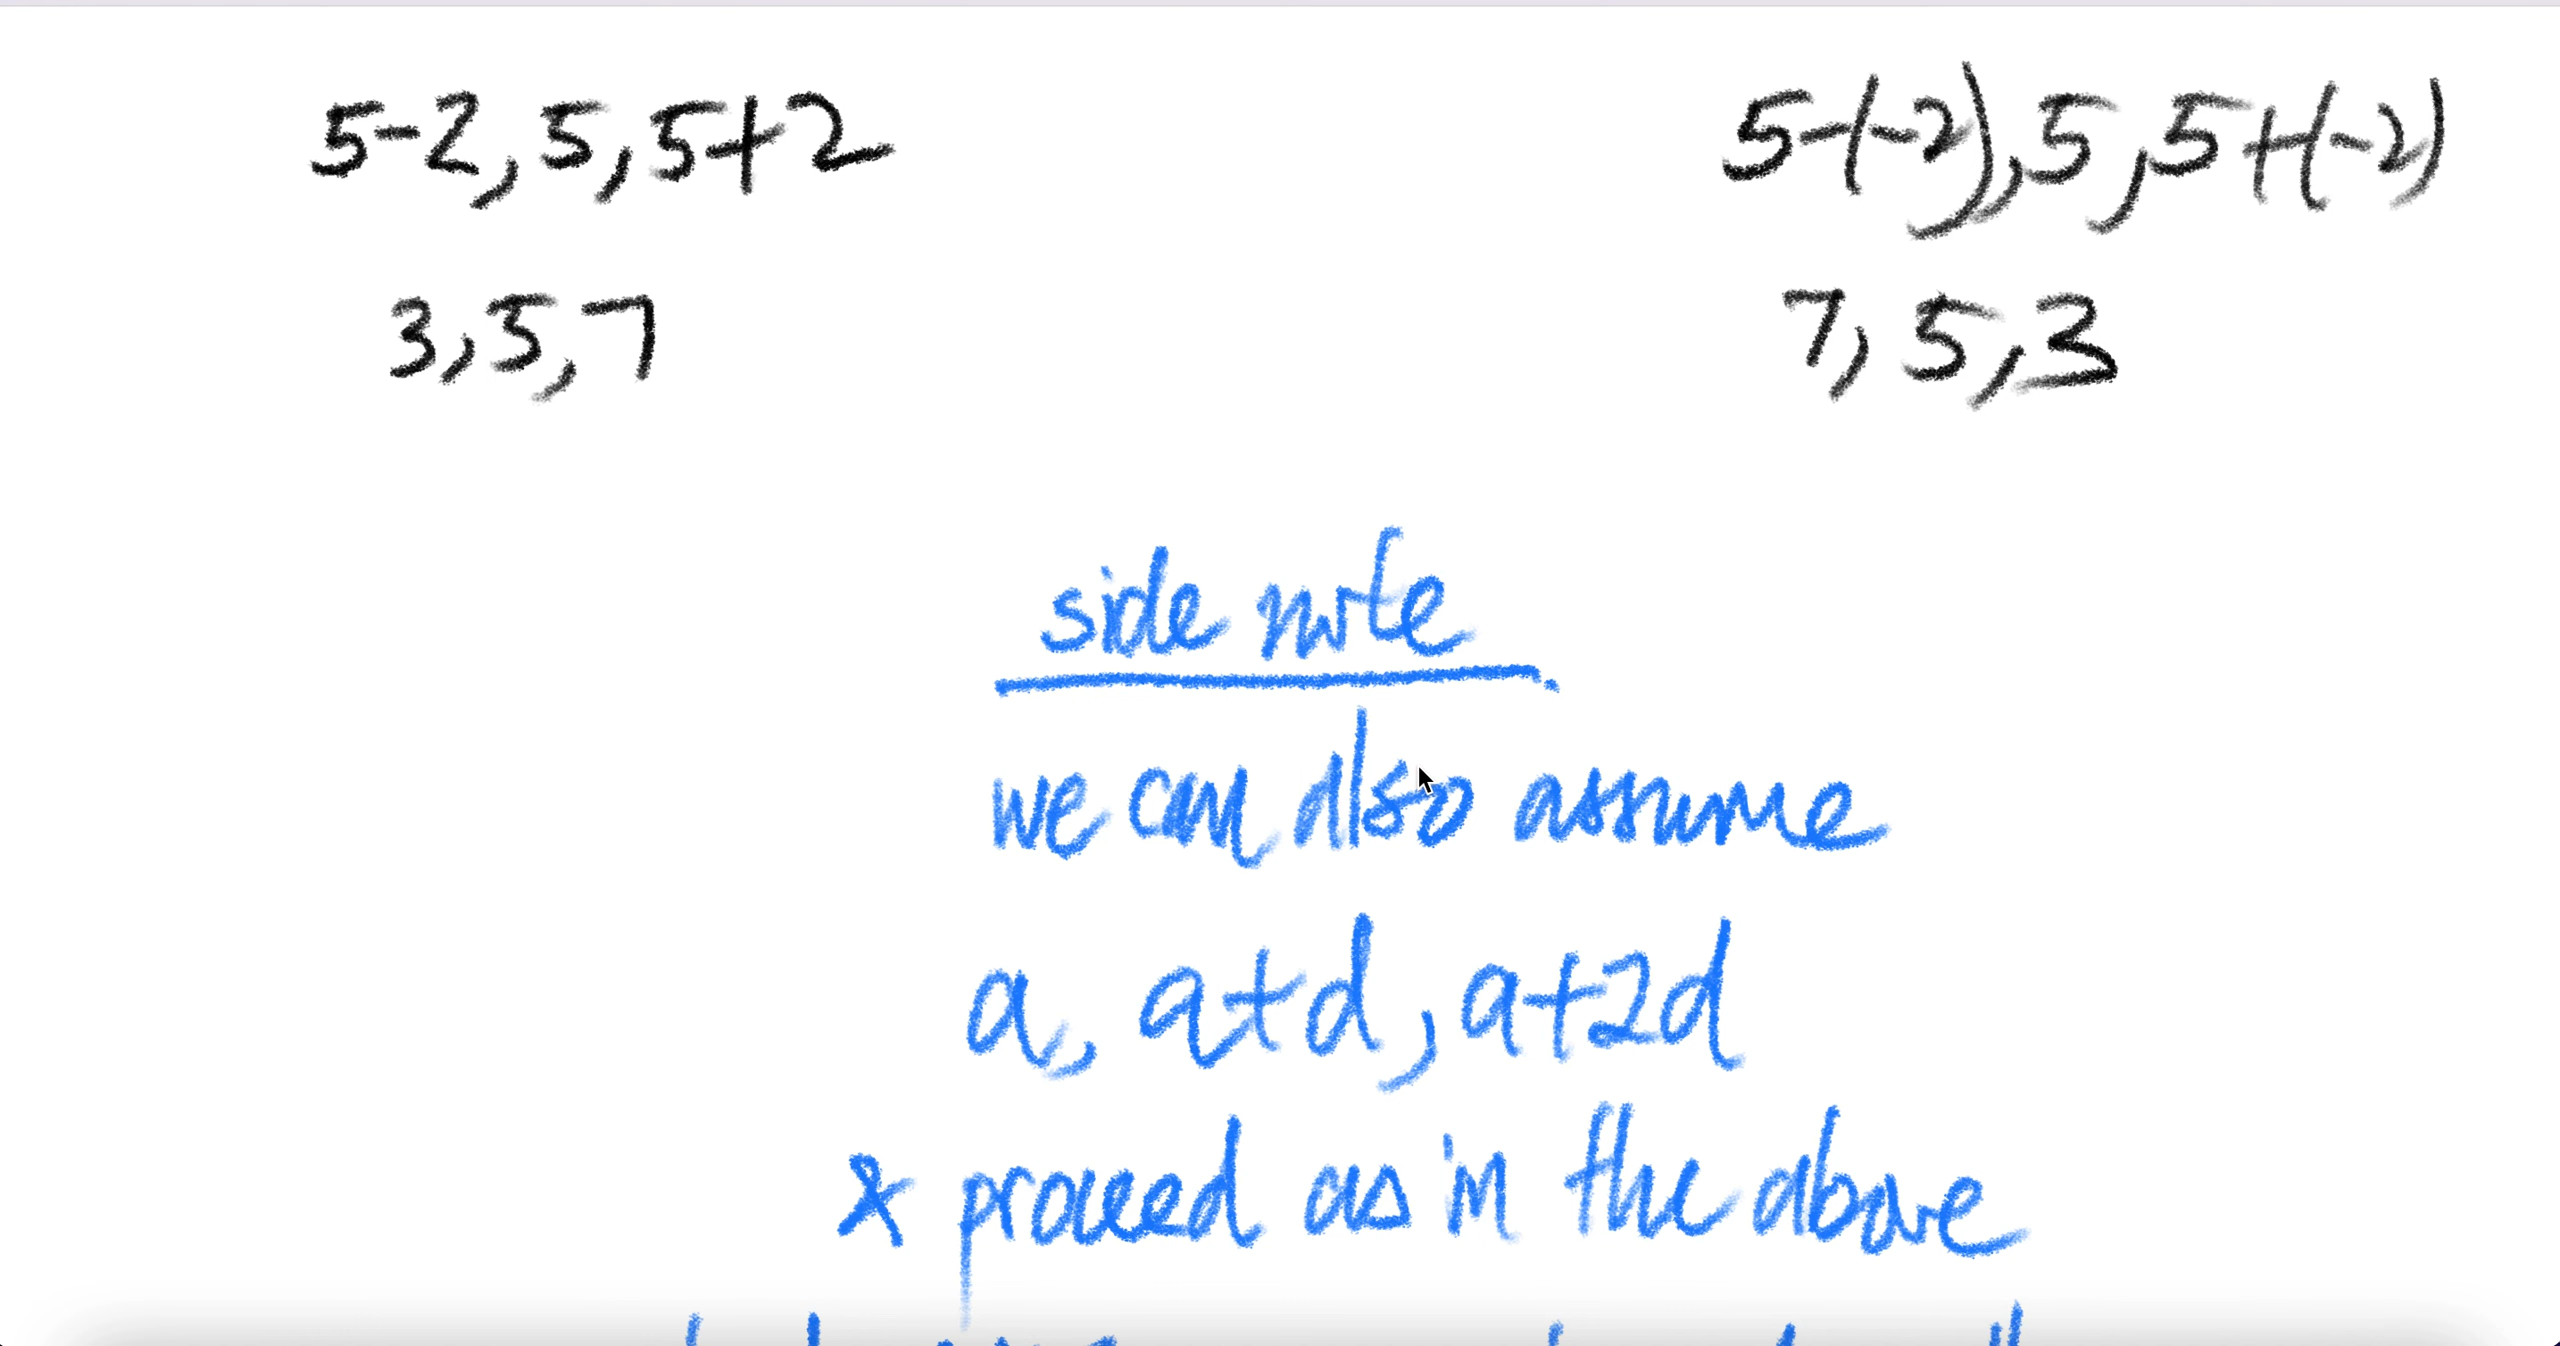 5-2, 5, 5+2
5-(-2), 5, 5+(-2)
3, 5, 7
7, 5, 3
side note
we can also assume
a, a+d, a+2d
& proceed as in the above